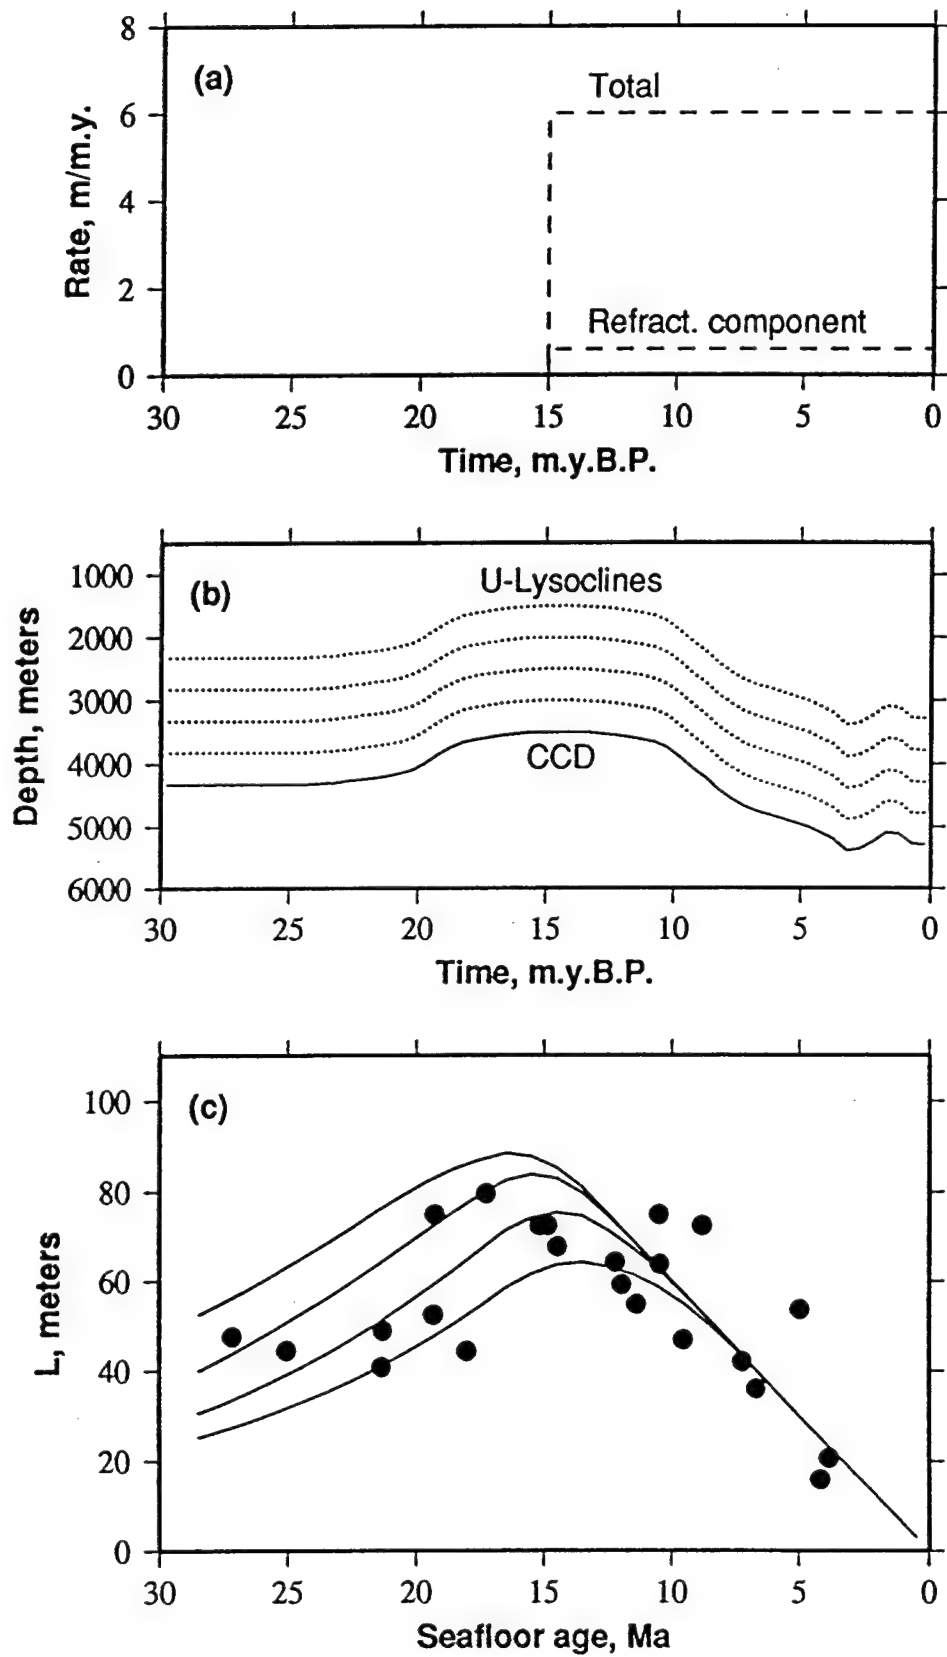 8
(a)
Total
6
Rate, m/m.y.
4
2
Refract. component
0
30 25 20 15 10 5 0
Time, m.y.B.P.
1000
(b)
U-Lysoclines
2000
Depth, meters
3000
4000
CCD
5000
6000
30 25 20 15 10 5 0
Time, m.y.B.P.
100
(c)
80
L, meters
60
40
20
0
30 25 20 15 10 5 0
Seafloor age, Ma